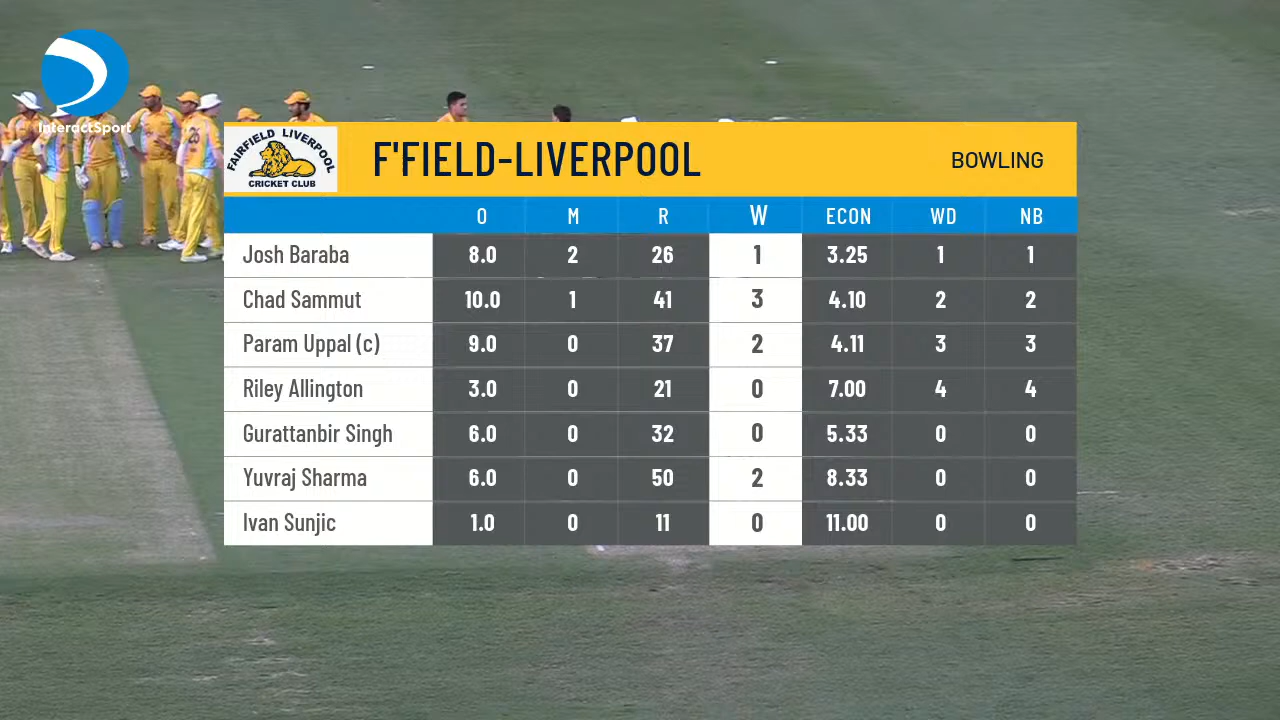 InteractSport
FAIRFIELD LIVERPOOL
CRICKET CLUB
F'FIELD-LIVERPOOL
BOWLING
O M R W ECON WD NB
Josh Baraba 8.0 2 26 1 3.25 1 1
Chad Sammut 10.0 1 41 3 4.10 2 2
Param Uppal (c) 9.0 0 37 2 4.11 3 3
Riley Allington 3.0 0 21 0 7.00 4 4
Gurattanbir Singh 6.0 0 32 0 5.33 0 0
Yuvraj Sharma 6.0 0 50 2 8.33 0 0
Ivan Sunjic 1.0 0 11 0 11.00 0 0